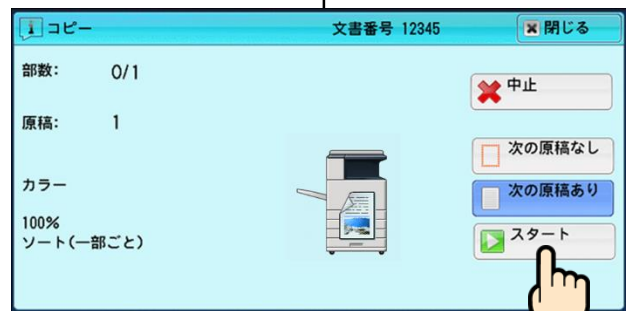 コピー
文書番号 12345
閉じる
部数: 0/1
中止
原稿: 1
次の原稿なし
カラー
次の原稿あり
100%
スタート
ソート(一部ごと)